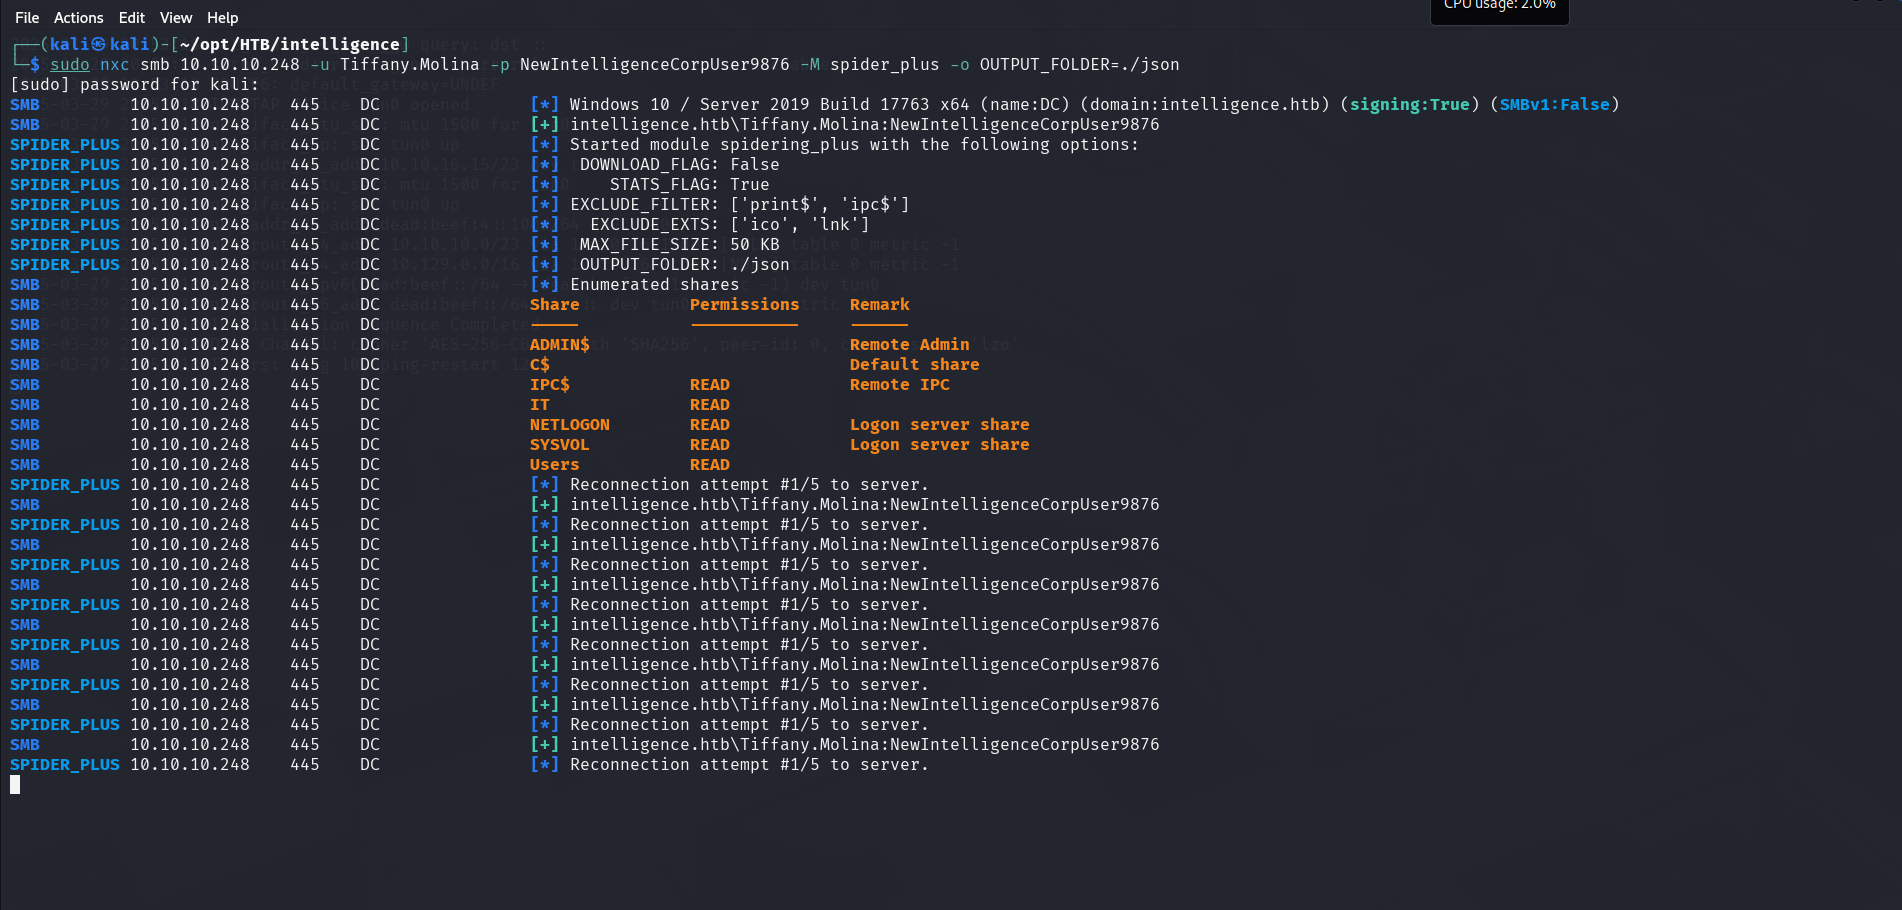 CPU usage: 2.0%
File Actions Edit View Help
┌──(kali㉿kali)-[~/opt/HTB/intelligence]
└─$ sudo nxc smb 10.10.10.248 -u Tiffany.Molina -p NewIntelligenceCorpUser9876 -M spider_plus -o OUTPUT_FOLDER=./json
[sudo] password for kali:
SMB 10.10.10.248 445 DC [*] Windows 10 / Server 2019 Build 17763 x64 (name:DC) (domain:intelligence.htb) (signing:True) (SMBv1:False)
SMB 10.10.10.248 445 DC [+] intelligence.htb\Tiffany.Molina:NewIntelligenceCorpUser9876
SPIDER_PLUS 10.10.10.248 445 DC [*] Started module spidering_plus with the following options:
SPIDER_PLUS 10.10.10.248 445 DC [*] DOWNLOAD_FLAG: False
SPIDER_PLUS 10.10.10.248 445 DC [*] STATS_FLAG: True
SPIDER_PLUS 10.10.10.248 445 DC [*] EXCLUDE_FILTER: ['print$', 'ipc$']
SPIDER_PLUS 10.10.10.248 445 DC [*] EXCLUDE_EXTS: ['ico', 'lnk']
SPIDER_PLUS 10.10.10.248 445 DC [*] MAX_FILE_SIZE: 50 KB
SPIDER_PLUS 10.10.10.248 445 DC [*] OUTPUT_FOLDER: ./json
SMB 10.10.10.248 445 DC [*] Enumerated shares
SMB 10.10.10.248 445 DC Share Permissions Remark
SMB 10.10.10.248 445 DC ----- ----------- ------
SMB 10.10.10.248 445 DC ADMIN$ Remote Admin
SMB 10.10.10.248 445 DC C$ Default share
SMB 10.10.10.248 445 DC IPC$ READ Remote IPC
SMB 10.10.10.248 445 DC IT READ
SMB 10.10.10.248 445 DC NETLOGON READ Logon server share
SMB 10.10.10.248 445 DC SYSVOL READ Logon server share
SMB 10.10.10.248 445 DC Users READ
SPIDER_PLUS 10.10.10.248 445 DC [*] Reconnection attempt #1/5 to server.
SMB 10.10.10.248 445 DC [+] intelligence.htb\Tiffany.Molina:NewIntelligenceCorpUser9876
SPIDER_PLUS 10.10.10.248 445 DC [*] Reconnection attempt #1/5 to server.
SMB 10.10.10.248 445 DC [+] intelligence.htb\Tiffany.Molina:NewIntelligenceCorpUser9876
SPIDER_PLUS 10.10.10.248 445 DC [*] Reconnection attempt #1/5 to server.
SMB 10.10.10.248 445 DC [+] intelligence.htb\Tiffany.Molina:NewIntelligenceCorpUser9876
SPIDER_PLUS 10.10.10.248 445 DC [*] Reconnection attempt #1/5 to server.
SMB 10.10.10.248 445 DC [+] intelligence.htb\Tiffany.Molina:NewIntelligenceCorpUser9876
SPIDER_PLUS 10.10.10.248 445 DC [*] Reconnection attempt #1/5 to server.
SMB 10.10.10.248 445 DC [+] intelligence.htb\Tiffany.Molina:NewIntelligenceCorpUser9876
SPIDER_PLUS 10.10.10.248 445 DC [*] Reconnection attempt #1/5 to server.
SMB 10.10.10.248 445 DC [+] intelligence.htb\Tiffany.Molina:NewIntelligenceCorpUser9876
SPIDER_PLUS 10.10.10.248 445 DC [*] Reconnection attempt #1/5 to server.
SMB 10.10.10.248 445 DC [+] intelligence.htb\Tiffany.Molina:NewIntelligenceCorpUser9876
SPIDER_PLUS 10.10.10.248 445 DC [*] Reconnection attempt #1/5 to server.